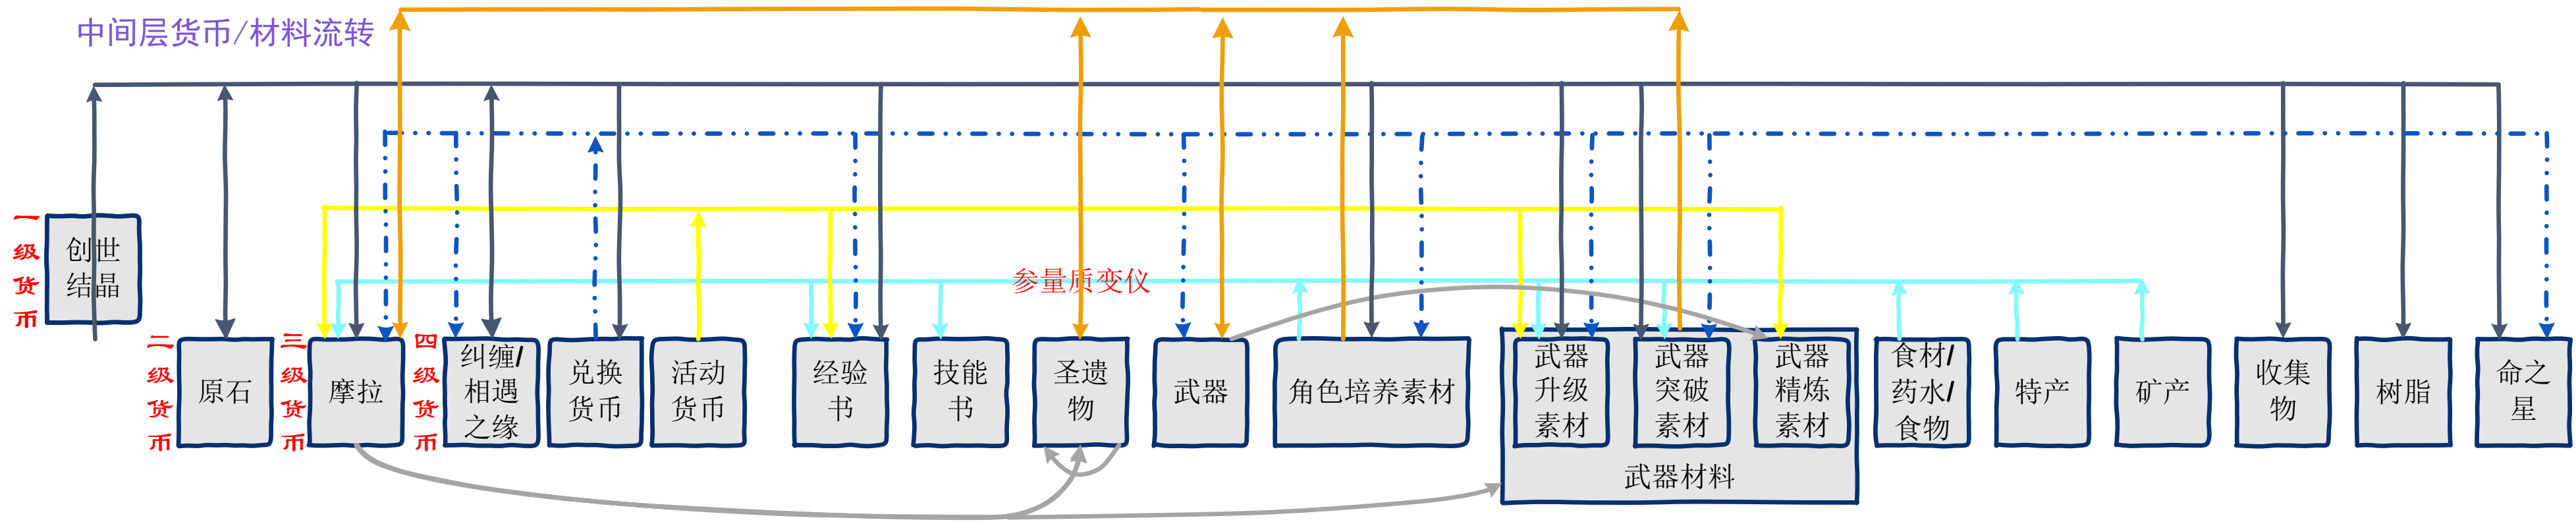 中间层货币/材料流转
一级货币
创世
结晶
二级货币
原石
三级货币
摩拉
四级货币
纠缠/
相遇
之缘
兑换
货币
活动
货币
经验
书
技能
书
参量质变仪
圣遗
物
武器
角色培养素材
武器
升级
素材
武器
突破
素材
武器
精炼
素材
武器材料
食材/
药水/
食物
特产
矿产
收集
物
树脂
命之
星